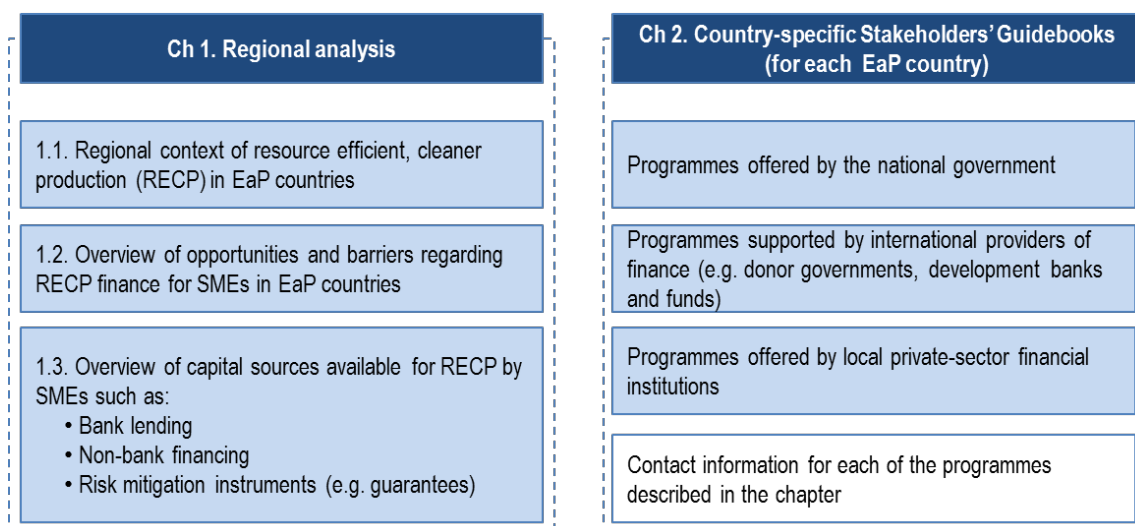 Ch 1. Regional analysis
1.1. Regional context of resource efficient, cleaner
production (RECP) in EaP countries
1.2. Overview of opportunities and barriers regarding
RECP finance for SMEs in EaP countries
1.3. Overview of capital sources available for RECP by
SMEs such as:
• Bank lending
• Non-bank financing
• Risk mitigation instruments (e.g. guarantees)
Ch 2. Country-specific Stakeholders’ Guidebooks
(for each EaP country)
Programmes offered by the national government
Programmes supported by international providers of
finance (e.g. donor governments, development banks
and funds)
Programmes offered by local private-sector financial
institutions
Contact information for each of the programmes
described in the chapter